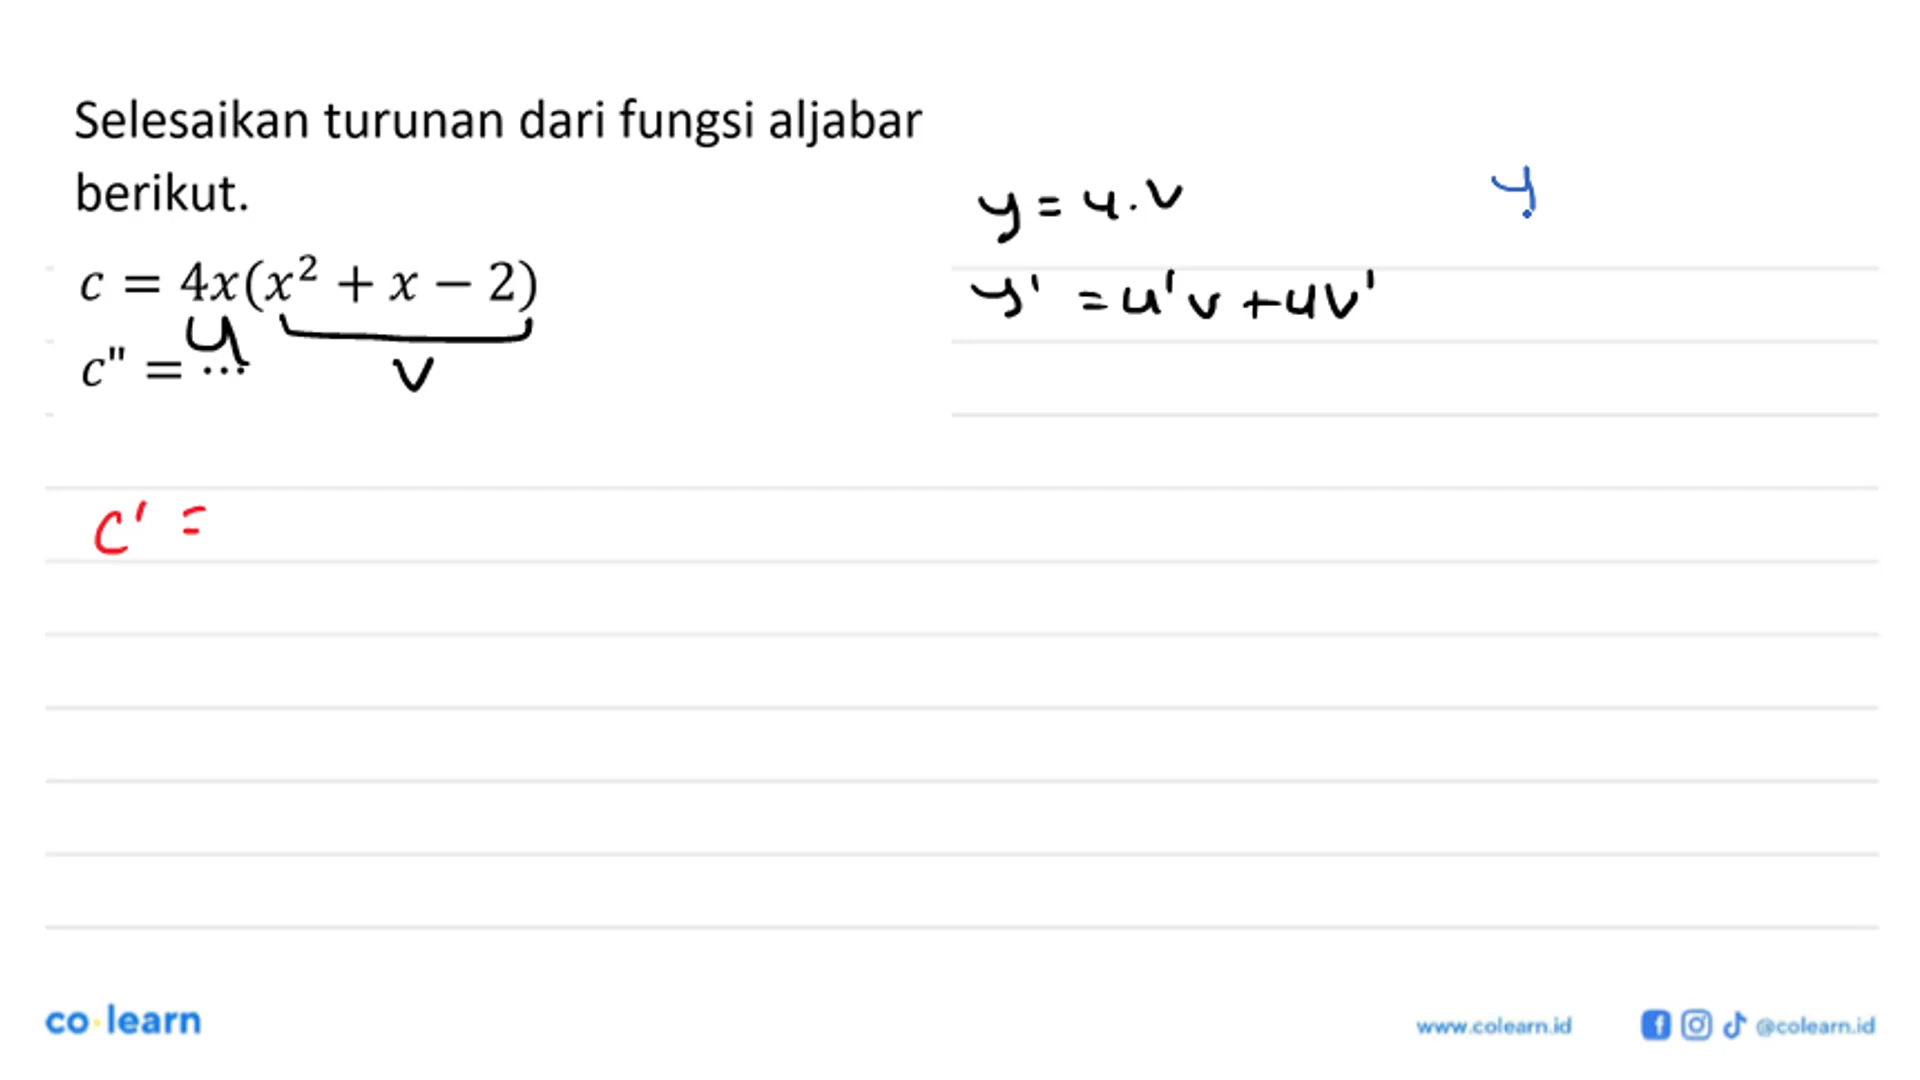 Selesaikan turunan dari fungsi aljabar
berikut.
c = 4x(x² + x − 2)
u
v
c" = ...
y = u . v
y' = u'v + uv'
y
c' =
co learn
www.colearn.id
@colearn.id